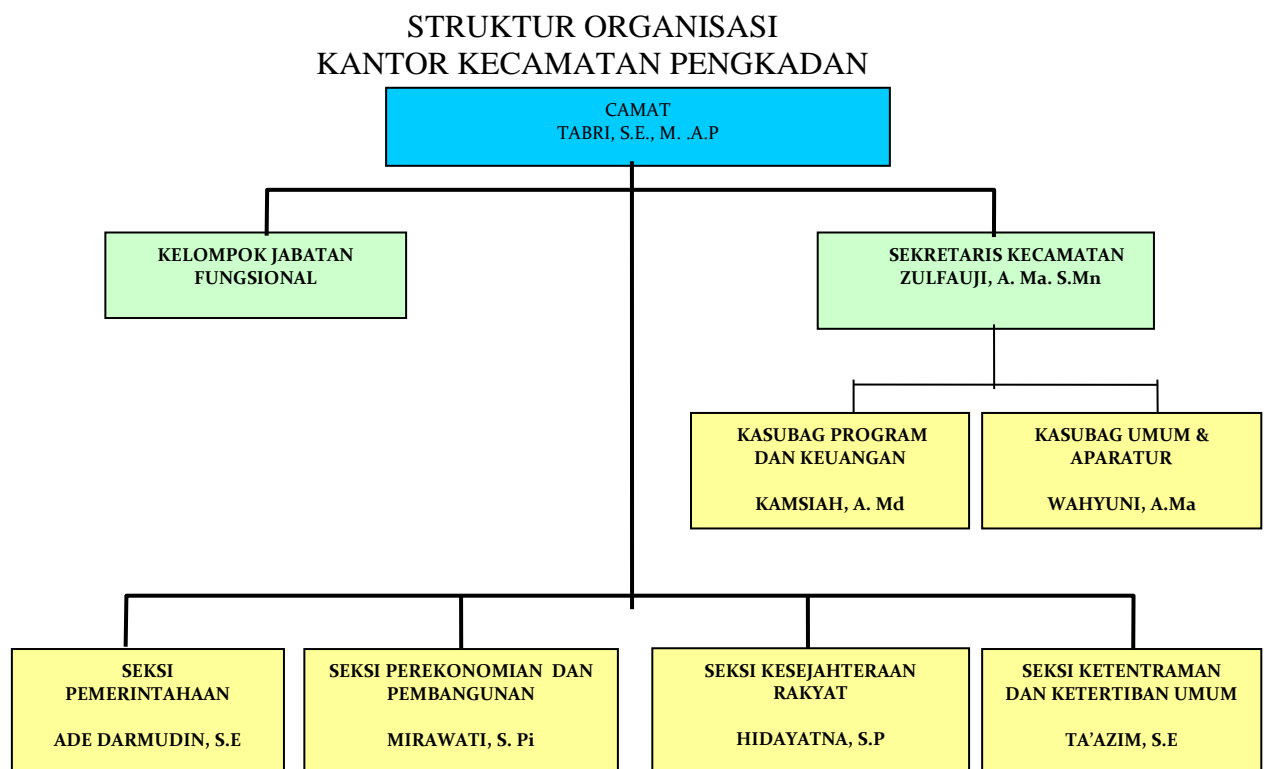 STRUKTUR ORGANISASI
KANTOR KECAMATAN PENGKADAN
CAMAT
TABRI, S.E., M. .A.P
KELOMPOK JABATAN
FUNGSIONAL
SEKRETARIS KECAMATAN
ZULFAUJI, A. Ma. S.Mn
KASUBAG PROGRAM
DAN KEUANGAN
KAMSIAH, A. Md
KASUBAG UMUM &
APARATUR
WAHYUNI, A.Ma
SEKSI
PEMERINTAHAAN
ADE DARMUDIN, S.E
SEKSI PEREKONOMIAN DAN
PEMBANGUNAN
MIRAWATI, S. Pi
SEKSI KESEJAHTERAAN
RAKYAT
HIDAYATNA, S.P
SEKSI KETENTRAMAN
DAN KETERTIBAN UMUM
TA'AZIM, S.E